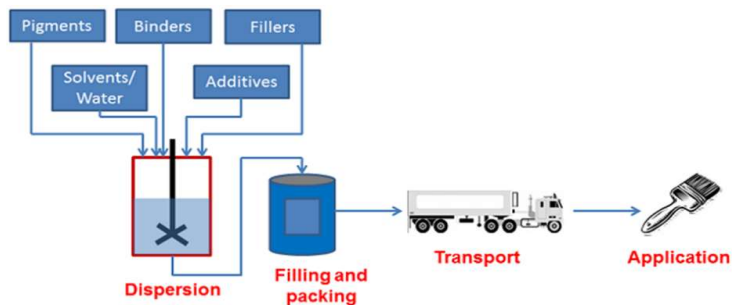 Pigments
Binders
Fillers
Solvents/
Water
Additives
Dispersion
Filling and
packing
Transport
Application